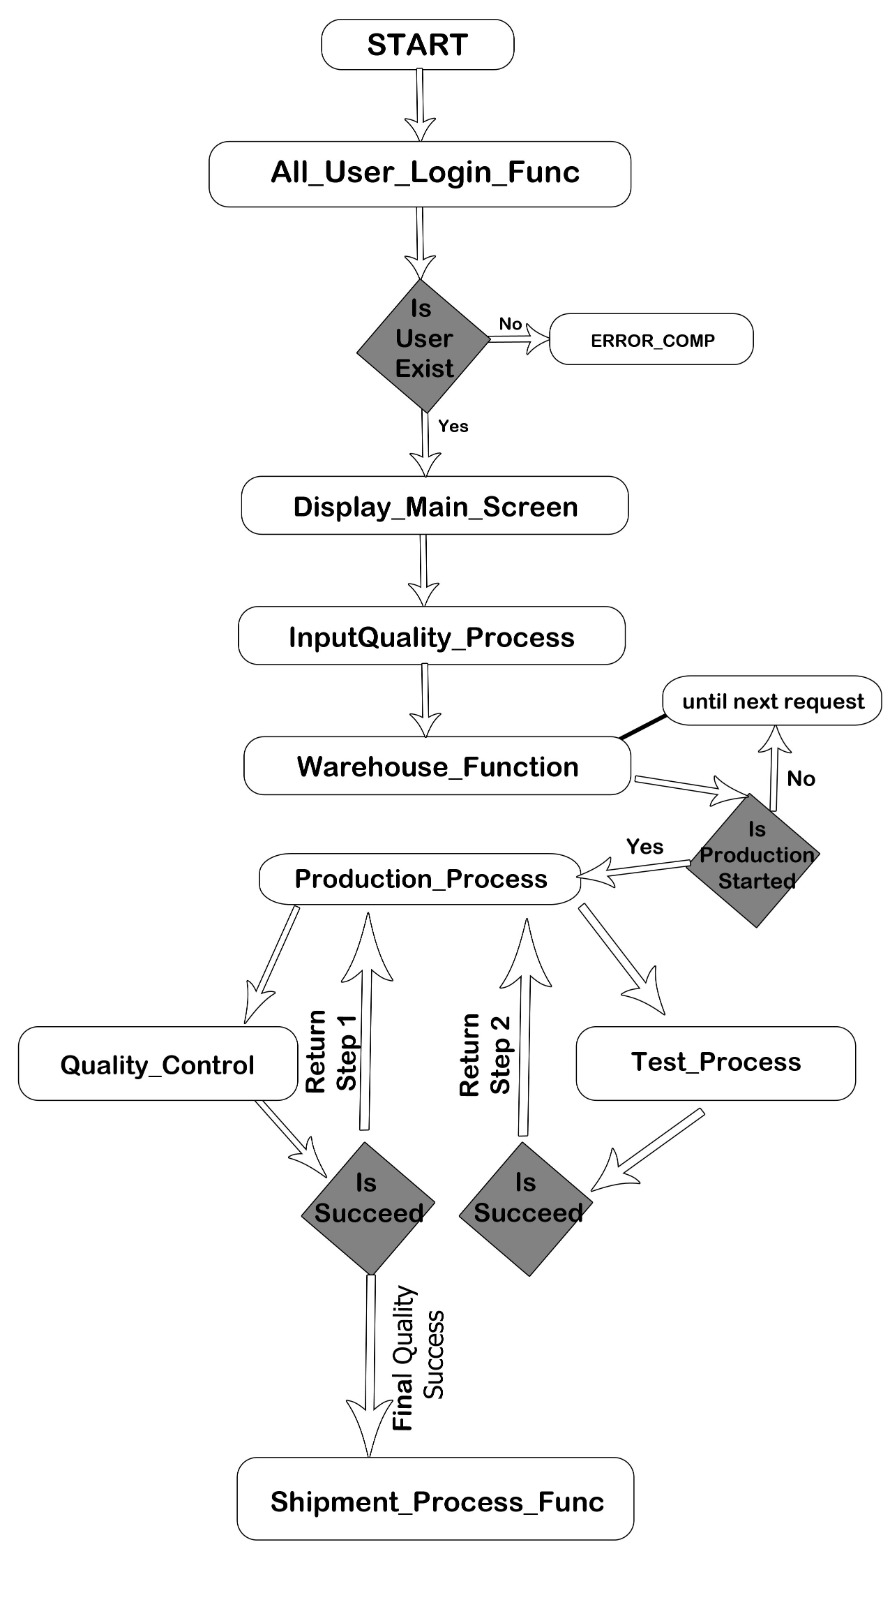 START
All_User_Login_Func
Is
User
Exist
No
ERROR_COMP
Yes
Display_Main_Screen
InputQuality_Process
until next request
Warehouse_Function
No
Is
Production
Started
Yes
Production_Process
Return
Step 1
Return
Step 2
Quality_Control
Test_Process
Is
Succeed
Is
Succeed
Final Quality
Success
Shipment_Process_Func